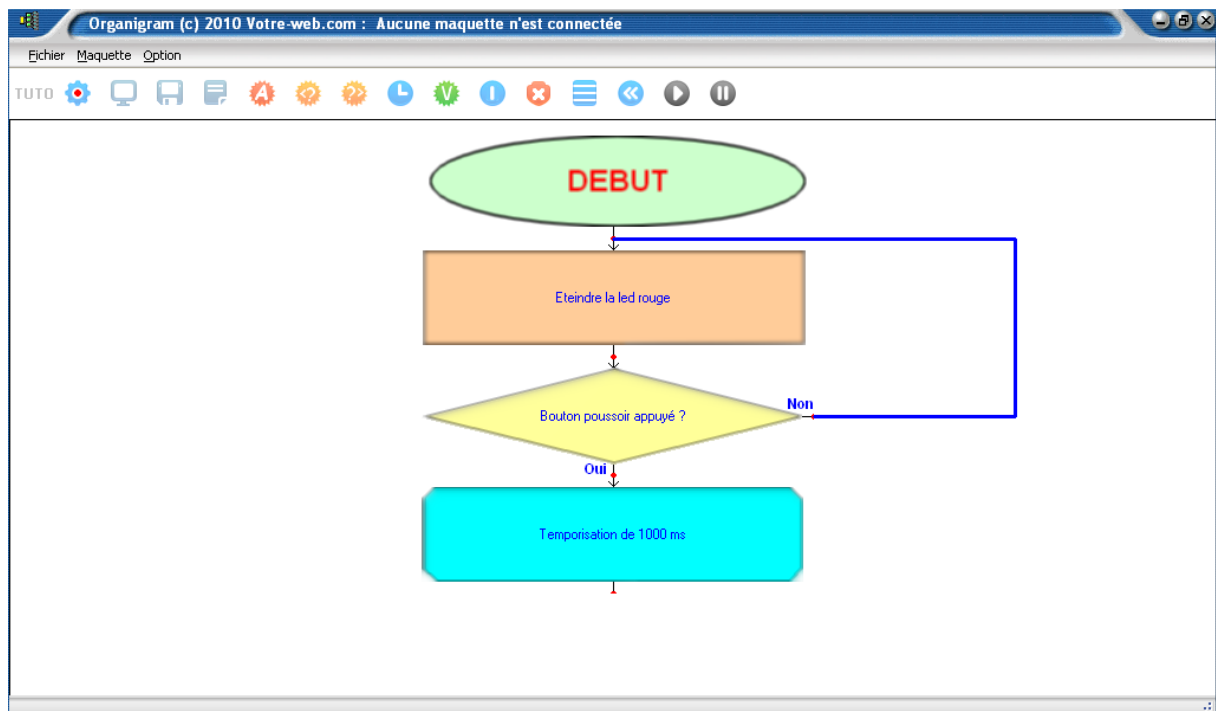 Organigram (c) 2010 Votre-web.com : Aucune maquette n'est connectée
Fichier Maquette Option
TUTO A ? ? V I
DEBUT
Eteindre la led rouge
Bouton poussoir appuyé ?
Non
Oui
Temporisation de 1000 ms